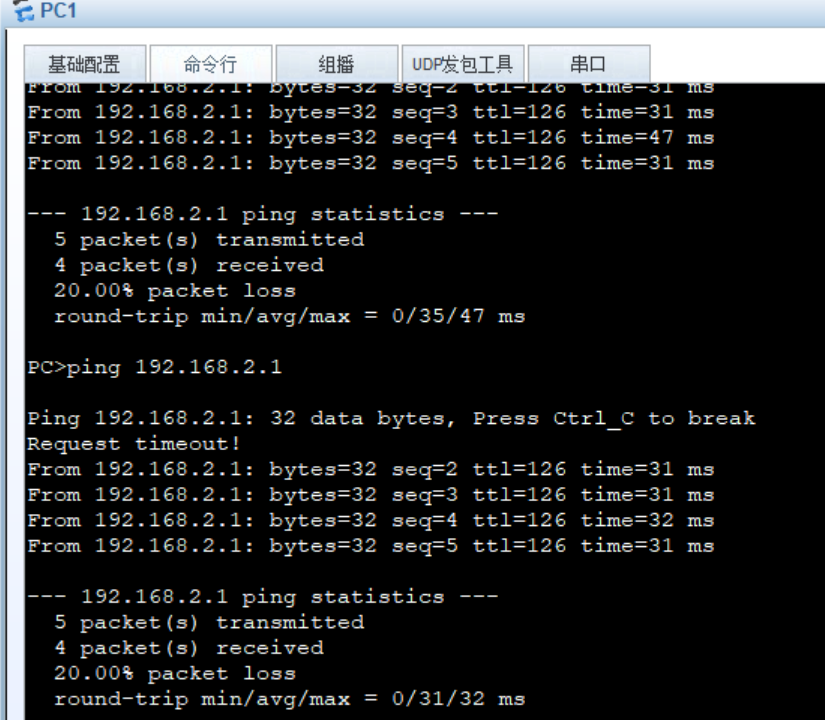 PC1
基础配置 命令行 组播 UDP发包工具 串口
From 192.168.2.1: bytes=32 seq=2 ttl=126 time=31 ms
From 192.168.2.1: bytes=32 seq=3 ttl=126 time=31 ms
From 192.168.2.1: bytes=32 seq=4 ttl=126 time=47 ms
From 192.168.2.1: bytes=32 seq=5 ttl=126 time=31 ms
--- 192.168.2.1 ping statistics ---
5 packet(s) transmitted
4 packet(s) received
20.00% packet loss
round-trip min/avg/max = 0/35/47 ms
PC>ping 192.168.2.1
Ping 192.168.2.1: 32 data bytes, Press Ctrl_C to break
Request timeout!
From 192.168.2.1: bytes=32 seq=2 ttl=126 time=31 ms
From 192.168.2.1: bytes=32 seq=3 ttl=126 time=31 ms
From 192.168.2.1: bytes=32 seq=4 ttl=126 time=32 ms
From 192.168.2.1: bytes=32 seq=5 ttl=126 time=31 ms
--- 192.168.2.1 ping statistics ---
5 packet(s) transmitted
4 packet(s) received
20.00% packet loss
round-trip min/avg/max = 0/31/32 ms